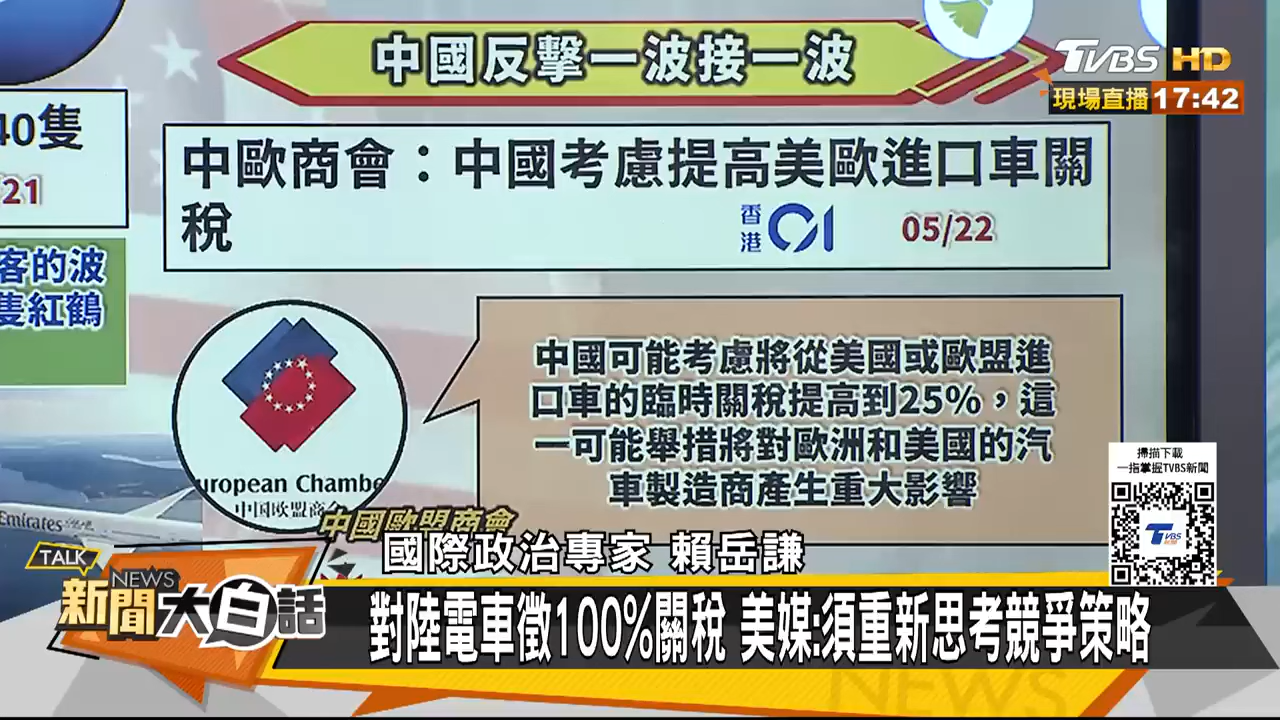 中國反擊一波接一波
TVBS HD
現場直播 17:42
40隻
/21
中歐商會：中國考慮提高美歐進口車關
稅
香港01 05/22
客的波
隻紅鶴
中國可能考慮將從美國或歐盟進
口車的臨時關稅提高到25%，這
一可能舉措將對歐洲和美國的汽
車製造商產生重大影響
uropean Chambe
中国欧盟商会
中國歐盟商會
Emirates
掃描下載
一指掌握TVBS新聞
TVBS
新聞
國際政治專家 賴岳謙
TALK
NEWS
新聞大白話
對陸電車徵100%關稅 美媒:須重新思考競爭策略
NEWS